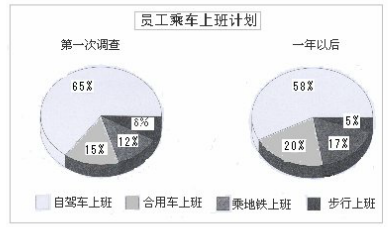 员工乘车上班计划
第一次调查 一年以后
65% 8% 12% 15%
58% 5% 17% 20%
自驾车上班 合用车上班 乘地铁上班 步行上班